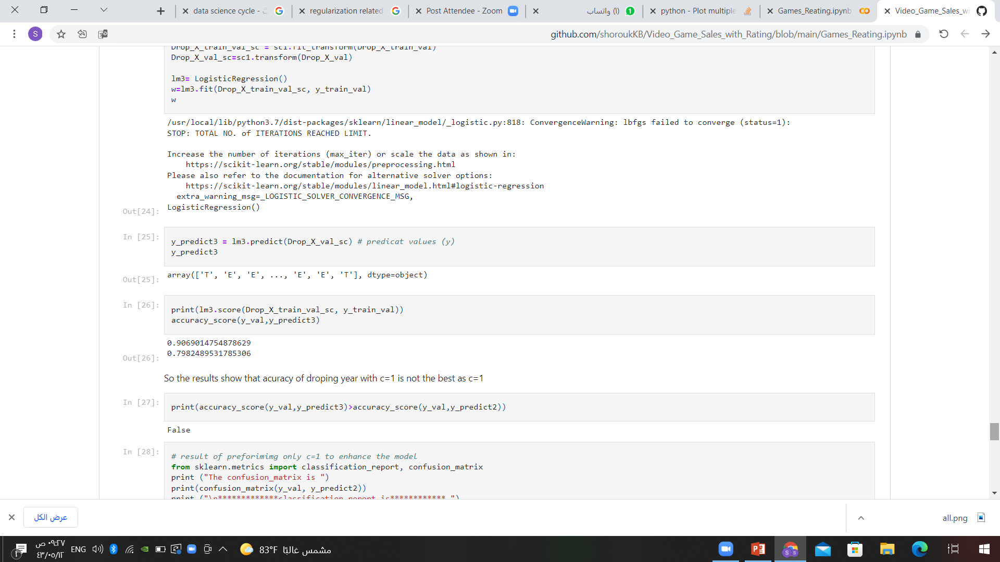 data science cycle -
regularization related
Post Attendee - Zoom
(1) واتساب
1
python - Plot multiple
Games_Reating.ipynb
Video_Game_Sales_wi
S
github.com/shoroukKB/Video_Game_Sales_with_Rating/blob/main/Games_Reating.ipynb
Drop_X_train_val_sc = sc1.fit_transform(Drop_X_train_val)
Drop_X_val_sc=sc1.transform(Drop_X_val)
lm3= LogisticRegression()
w=lm3.fit(Drop_X_train_val_sc, y_train_val)
w
/usr/local/lib/python3.7/dist-packages/sklearn/linear_model/_logistic.py:818: ConvergenceWarning: lbfgs failed to converge (status=1):
STOP: TOTAL NO. of ITERATIONS REACHED LIMIT.
Increase the number of iterations (max_iter) or scale the data as shown in:
https://scikit-learn.org/stable/modules/preprocessing.html
Please also refer to the documentation for alternative solver options:
https://scikit-learn.org/stable/modules/linear_model.html#logistic-regression
extra_warning_msg=_LOGISTIC_SOLVER_CONVERGENCE_MSG,
Out[24]: LogisticRegression()
In [25]:
y_predict3 = lm3.predict(Drop_X_val_sc) # predicat values (y)
y_predict3
Out[25]: array(['T', 'E', 'E', ..., 'E', 'E', 'T'], dtype=object)
In [26]:
print(lm3.score(Drop_X_train_val_sc, y_train_val))
accuracy_score(y_val,y_predict3)
0.9069014754878629
Out[26]: 0.7982489531785306
So the results show that acuracy of droping year with c=1 is not the best as c=1
In [27]:
print(accuracy_score(y_val,y_predict3)>accuracy_score(y_val,y_predict2))
False
In [28]:
# result of preforimimg only c=1 to enhance the model
from sklearn.metrics import classification_report, confusion_matrix
print ("The confusion_matrix is ")
print(confusion_matrix(y_val, y_predict2))
print ("\n*************classification report is************ ")
عرض الكل
all.png
٠٩:٢٧ ص
٤٣/٠٥/١٢
ENG
83°F مشمس غالبًا